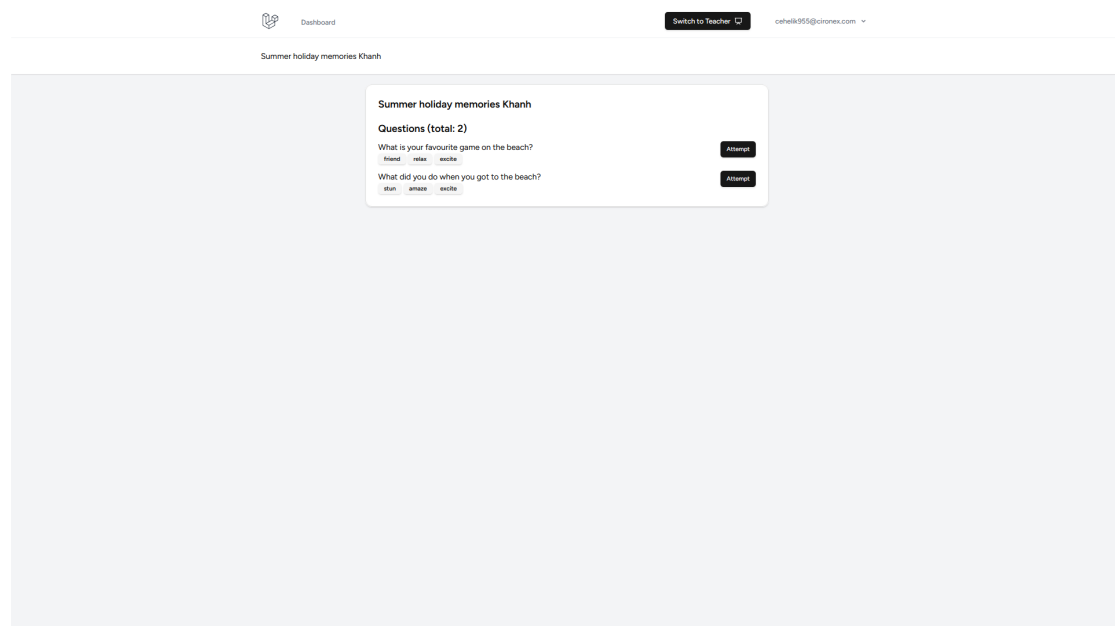 Dashboard
Switch to Teacher
cehelik955@cironex.com
Summer holiday memories Khanh
Summer holiday memories Khanh
Questions (total: 2)
What is your favourite game on the beach?
friend relax excite
Attempt
What did you do when you got to the beach?
stun amaze excite
Attempt